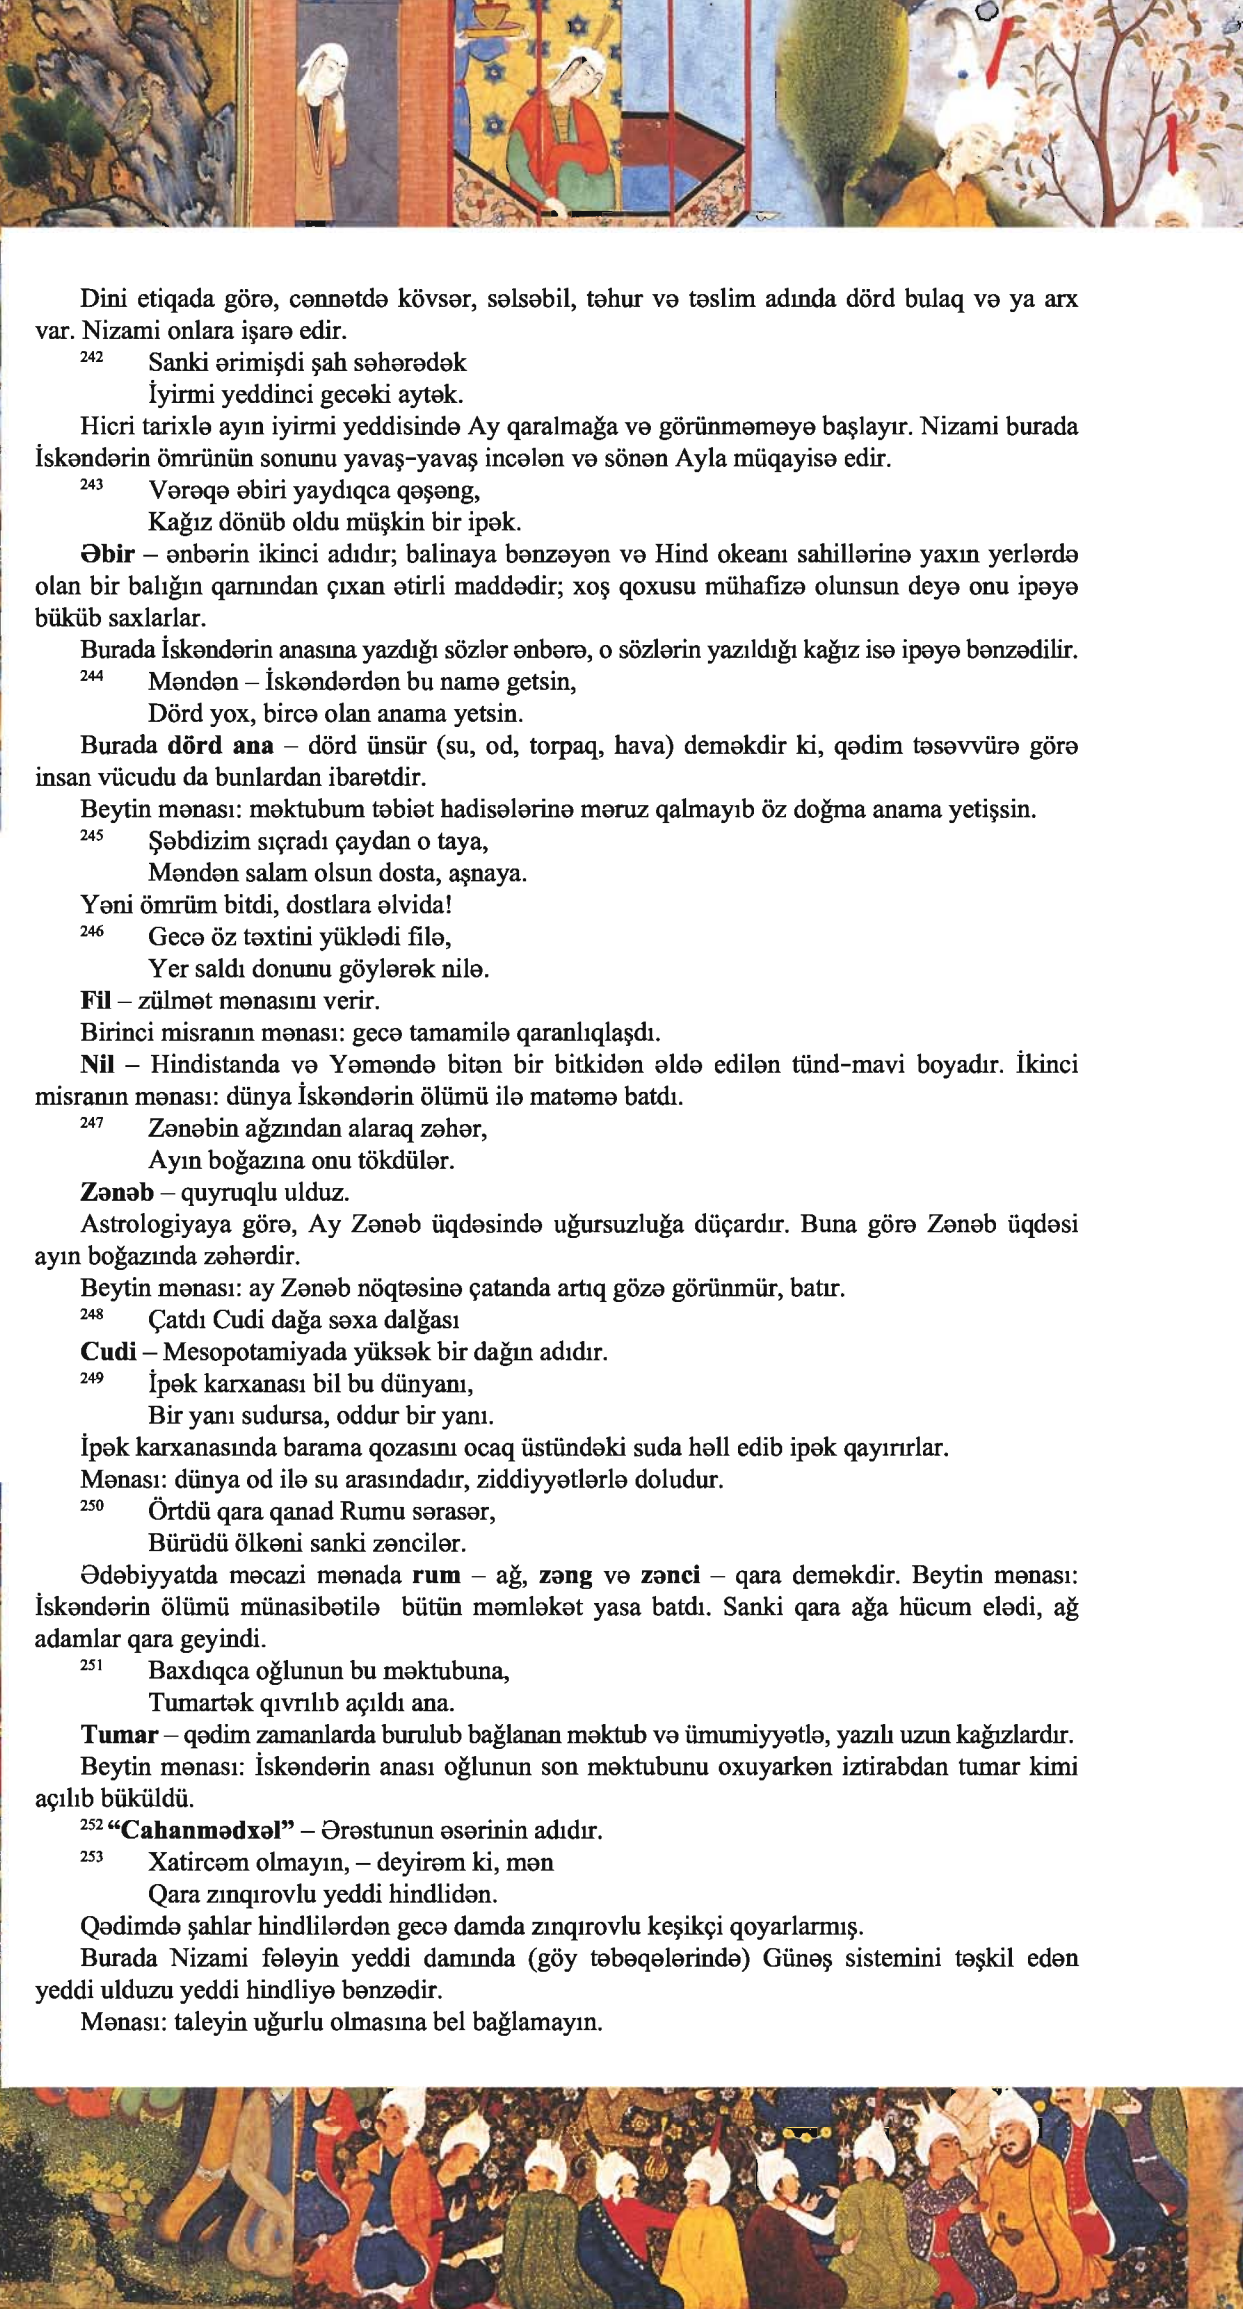 Dini etiqada görə, cənnətdə kövsər, səlsəbil, təhur və təslim adında dörd bulaq və ya arx
var. Nizami onlara işarə edir.
242 Sanki ərimişdi şah səhərədək
İyirmi yeddinci gecəki aytək.
Hicri tarixlə ayın iyirmi yeddisində Ay qaralmağa və görünməməyə başlayır. Nizami burada
İskəndərin ömrünün sonunu yavaş-yavaş incələn və sönən Ayla müqayisə edir.
243 Vərəqə əbiri yaydıqca qəşəng,
Kağız dönüb oldu müşkin bir ipək.
Əbir – ənbərin ikinci adıdır; balinaya bənzəyən və Hind okeanı sahillərinə yaxın yerlərdə
olan bir balığın qarnından çıxan ətirli maddədir; xoş qoxusu mühafizə olunsun deyə onu ipəyə
büküb saxlarlar.
Burada İskəndərin anasına yazdığı sözlər ənbərə, o sözlərin yazıldığı kağız isə ipəyə bənzədilir.
244 Məndən – İskəndərdən bu namə getsin,
Dörd yox, bircə olan anama yetsin.
Burada dörd ana – dörd ünsür (su, od, torpaq, hava) deməkdir ki, qədim təsəvvürə görə
insan vücudu da bunlardan ibarətdir.
Beytin mənası: məktubum təbiət hadisələrinə məruz qalmayıb öz doğma anama yetişsin.
245 Şəbdizim sıçradı çaydan o taya,
Məndən salam olsun dosta, aşnaya.
Yəni ömrüm bitdi, dostlara əlvida!
246 Gecə öz təxtini yüklədi filə,
Yer saldı donunu göylərək nilə.
Fil – zülmət mənasını verir.
Birinci misranın mənası: gecə tamamilə qaranlıqlaşdı.
Nil – Hindistanda və Yəməndə bitən bir bitkidən əldə edilən tünd-mavi boyadır. İkinci
misranın mənası: dünya İskəndərin ölümü ilə matəmə batdı.
247 Zənəbin ağzından alaraq zəhər,
Ayın boğazına onu tökdülər.
Zənəb – quyruqlu ulduz.
Astrologiyaya görə, Ay Zənəb üqdəsində uğursuzluğa düçardır. Buna görə Zənəb üqdəsi
ayın boğazında zəhərdir.
Beytin mənası: ay Zənəb nöqtəsinə çatanda artıq gözə görünmür, batır.
248 Çatdı Cudi dağa səxa dalğası
Cudi – Mesopotamiyada yüksək bir dağın adıdır.
249 İpək karxanası bil bu dünyanı,
Bir yanı sudursa, oddur bir yanı.
İpək karxanasında barama qozasını ocaq üstündəki suda həll edib ipək qayırırlar.
Mənası: dünya od ilə su arasındadır, ziddiyyətlərlə doludur.
250 Örtdü qara qanad Rumu sərasər,
Bürüdü ölkəni sanki zəncilər.
Ədəbiyyatda məcazi mənada rum – ağ, zəng və zənci – qara deməkdir. Beytin mənası:
İskəndərin ölümü münasibətilə bütün məmləkət yasa batdı. Sanki qara ağa hücum elədi, ağ
adamlar qara geyindi.
251 Baxdıqca oğlunun bu məktubuna,
Tumartək qıvrılıb açıldı ana.
Tumar – qədim zamanlarda burulub bağlanan məktub və ümumiyyətlə, yazılı uzun kağızlardır.
Beytin mənası: İskəndərin anası oğlunun son məktubunu oxuyarkən iztirabdan tumar kimi
açılıb büküldü.
252 “Cahanmədxəl” – Ərəstunun əsərinin adıdır.
253 Xatircəm olmayın, – deyirəm ki, mən
Qara zınqırovlu yeddi hindlidən.
Qədimdə şahlar hindlilərdən gecə damda zınqırovlu keşikçi qoyarlarmış.
Burada Nizami fələyin yeddi damında (göy təbəqələrində) Günəş sistemini təşkil edən
yeddi ulduzu yeddi hindliyə bənzədir.
Mənası: taleyin uğurlu olmasına bel bağlamayın.